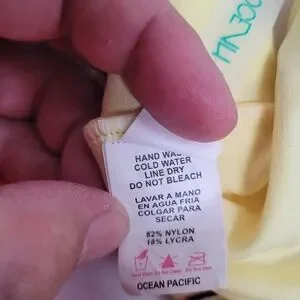 HAND WASH
COLD WATER
LINE DRY
DO NOT BLEACH
LAVAR A MANO
EN AGUA FRIA
COLGAR PARA
SECAR
82% NYLON
18% LYCRA
OCEAN PACIFIC